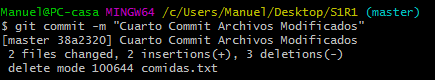 Manuel@PC-casa MINGW64 /c/Users/Manuel/Desktop/S1R1 (master)
$ git commit -m "Cuarto Commit Archivos Modificados"
[master 38a2320] Cuarto Commit Archivos Modificados
 2 files changed, 2 insertions(+), 3 deletions(-)
 delete mode 100644 comidas.txt